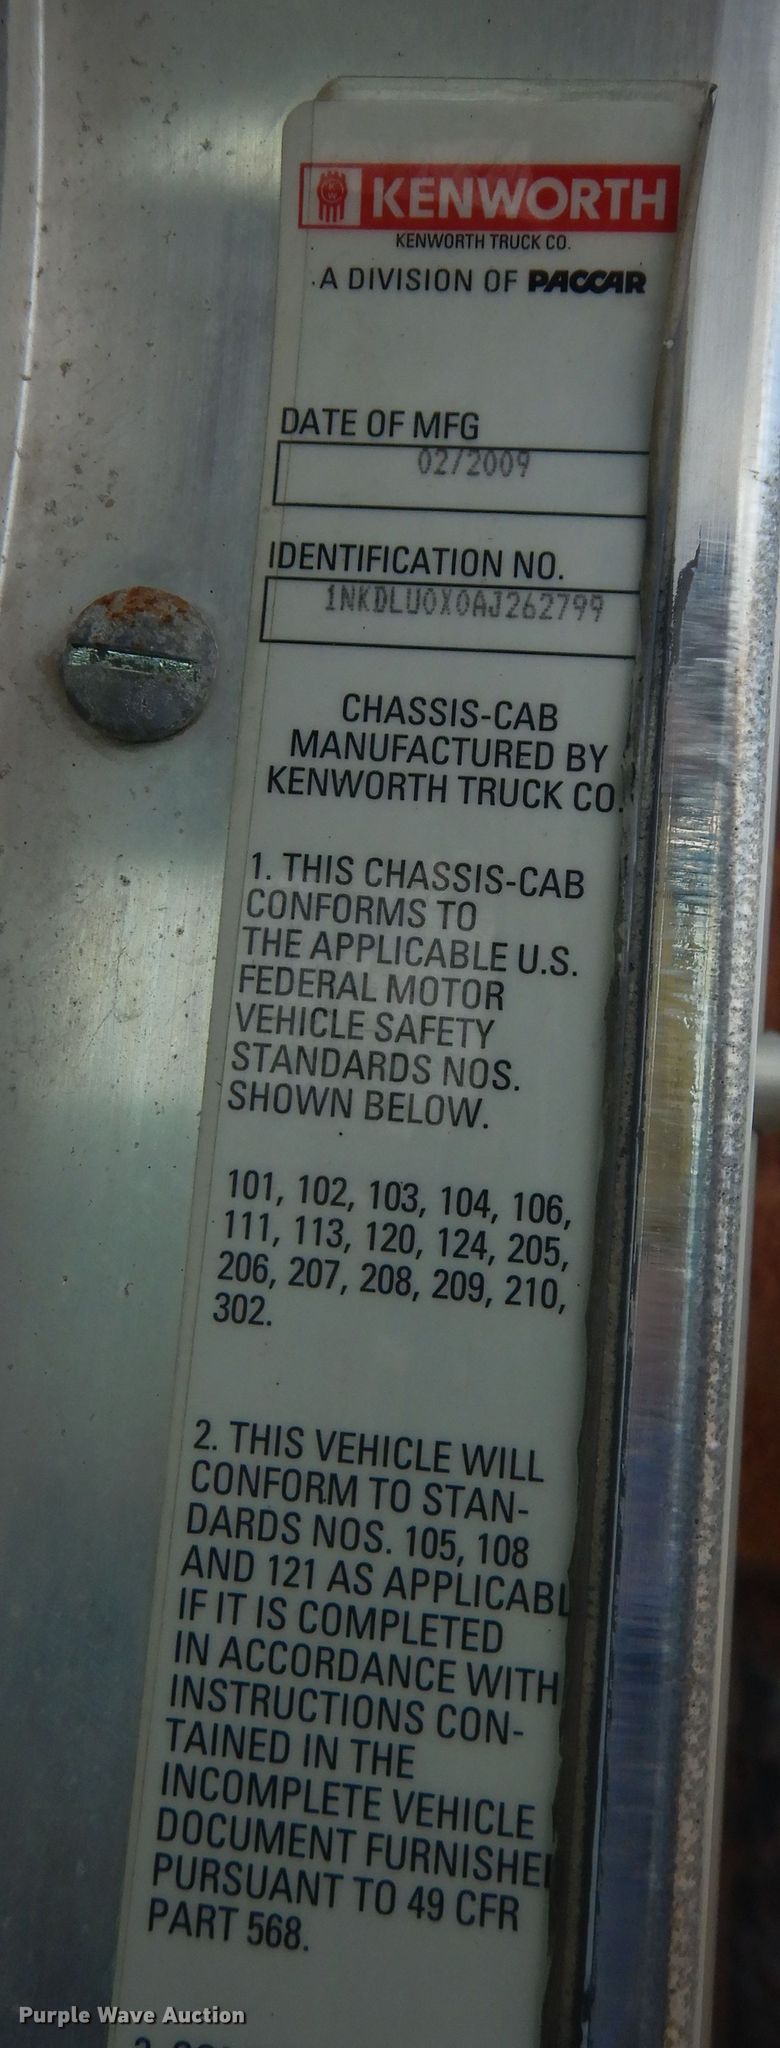 KENWORTH
KENWORTH TRUCK CO.
A DIVISION OF PACCAR
DATE OF MFG
02/2009
IDENTIFICATION NO.
1NKDLU0X0AJ262799
CHASSIS-CAB
MANUFACTURED BY
KENWORTH TRUCK CO.
1. THIS CHASSIS-CAB
CONFORMS TO
THE APPLICABLE U.S.
FEDERAL MOTOR
VEHICLE SAFETY
STANDARDS NOS.
SHOWN BELOW.
101, 102, 103, 104, 106,
111, 113, 120, 124, 205,
206, 207, 208, 209, 210,
302.
2. THIS VEHICLE WILL
CONFORM TO STAN-
DARDS NOS. 105, 108
AND 121 AS APPLICABL
IF IT IS COMPLETED
IN ACCORDANCE WITH
INSTRUCTIONS CON-
TAINED IN THE
INCOMPLETE VEHICLE
DOCUMENT FURNISHE
PURSUANT TO 49 CFR
PART 568.
Purple Wave Auction